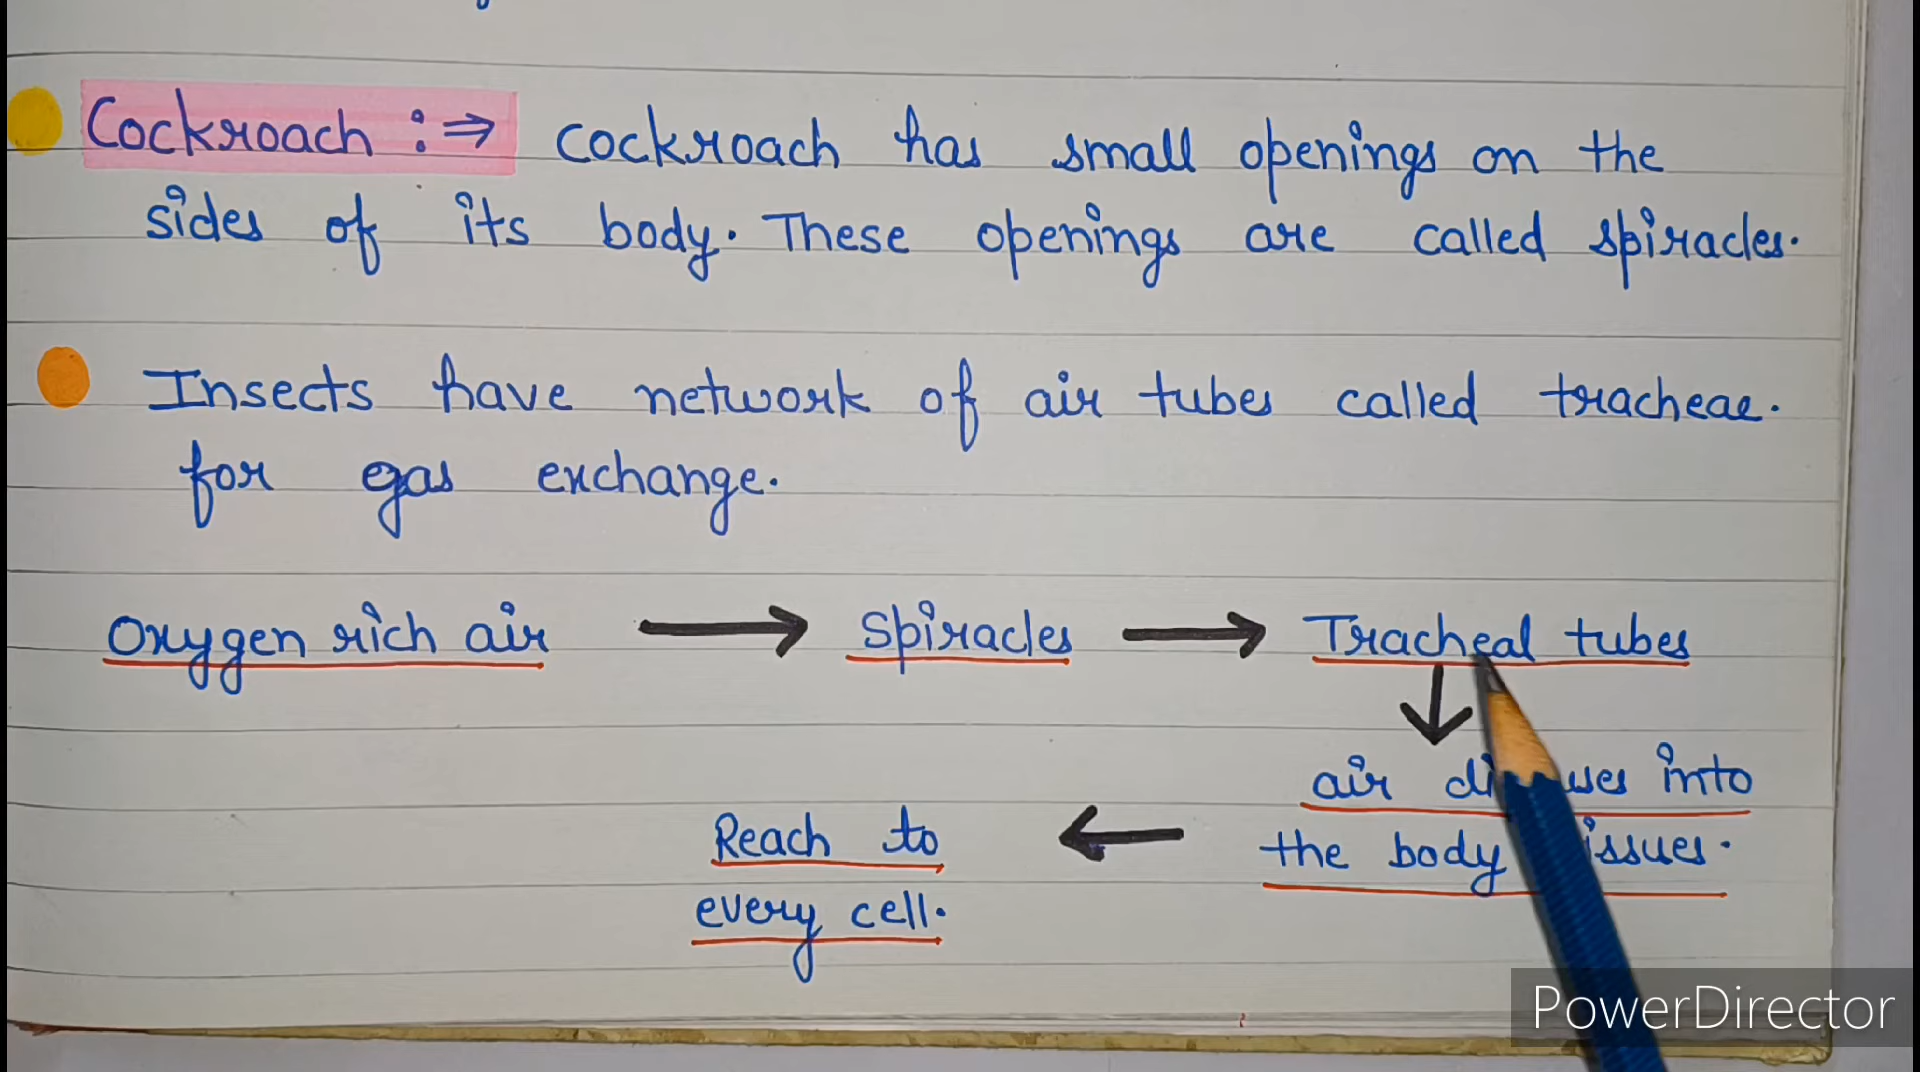 Cockroach :⇒ cockroach has small openings on the
sides of its body. These openings are called spiracles.
Insects have network of air tubes called tracheae.
for gas exchange.
Oxygen rich air → Spiracles → Tracheal tubes
↓
air into
Reach to ← the body
every cell.
PowerDirector